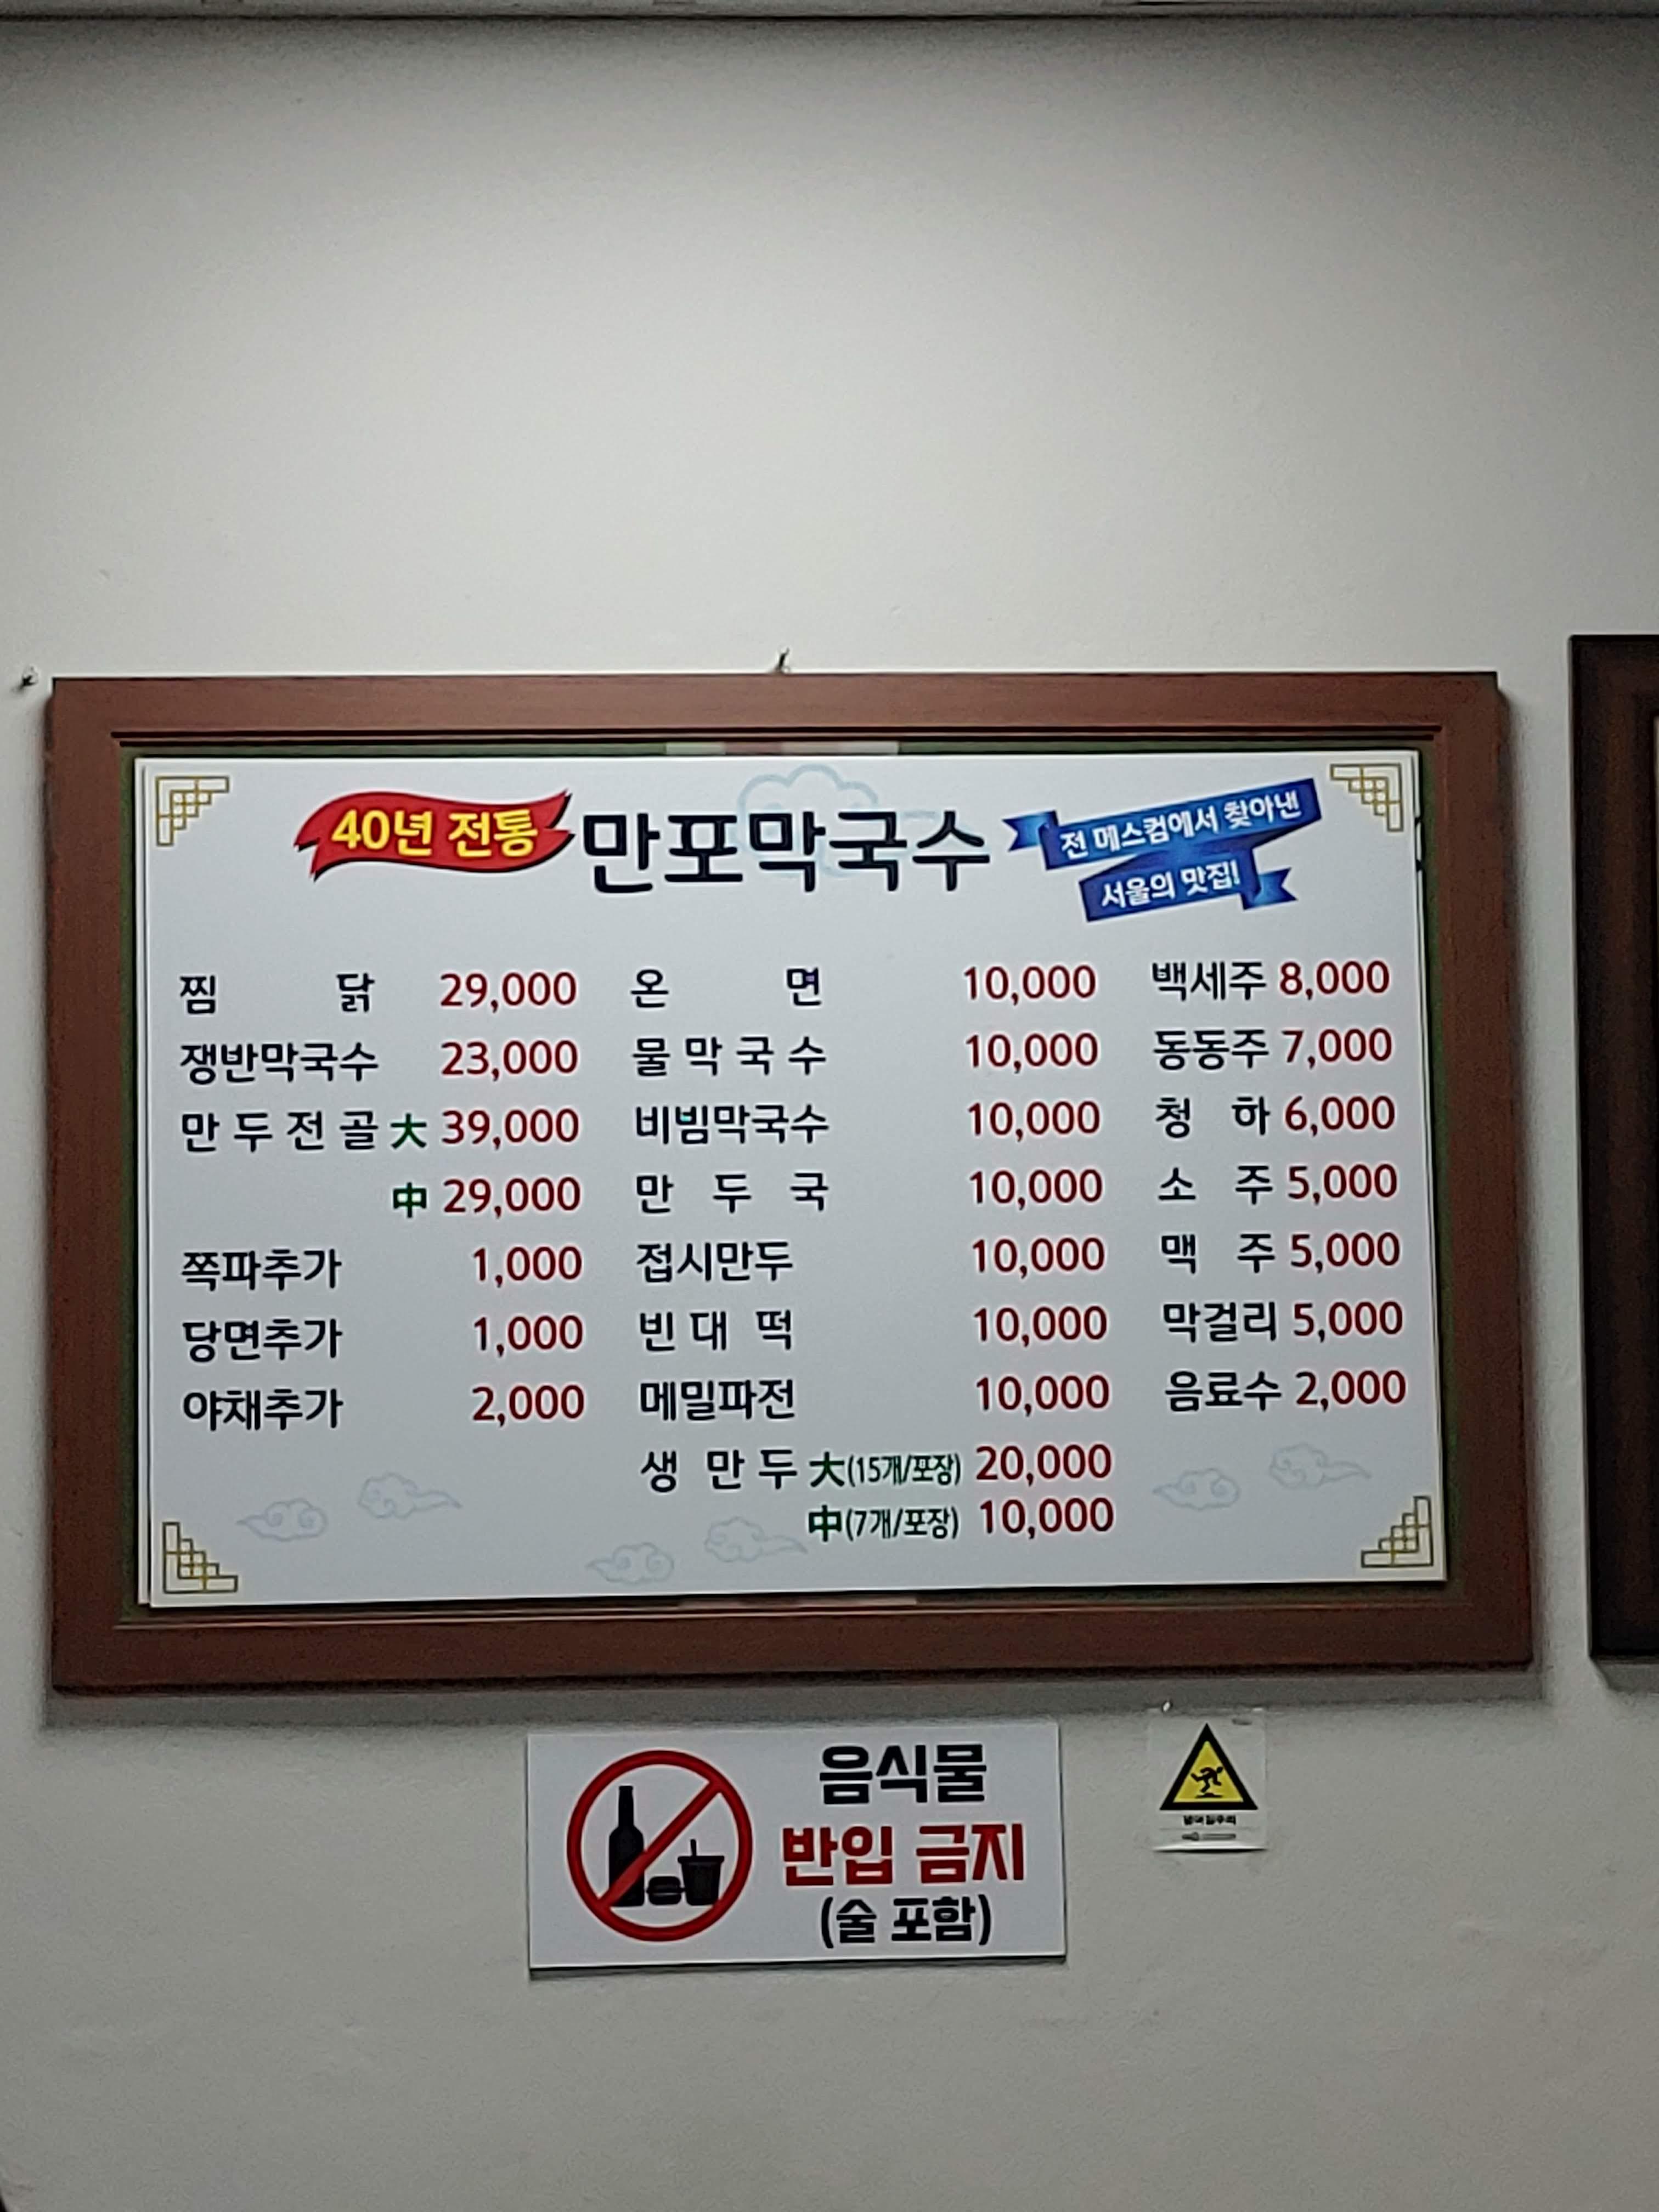 40년 전통
만포막국수
전 메스컴에서 찾아낸
서울의 맛집!
찜 닭 29,000
쟁반막국수 23,000
만두전골 大 39,000
中 29,000
쪽파추가 1,000
당면추가 1,000
야채추가 2,000
온 면 10,000
물막국수 10,000
비빔막국수 10,000
만 두 국 10,000
접시만두 10,000
빈 대 떡 10,000
메밀파전 10,000
생 만 두 大(15개/포장) 20,000
中(7개/포장) 10,000
백세주 8,000
동동주 7,000
청 하 6,000
소 주 5,000
맥 주 5,000
막걸리 5,000
음료수 2,000
음식물
반입 금지
(술 포함)